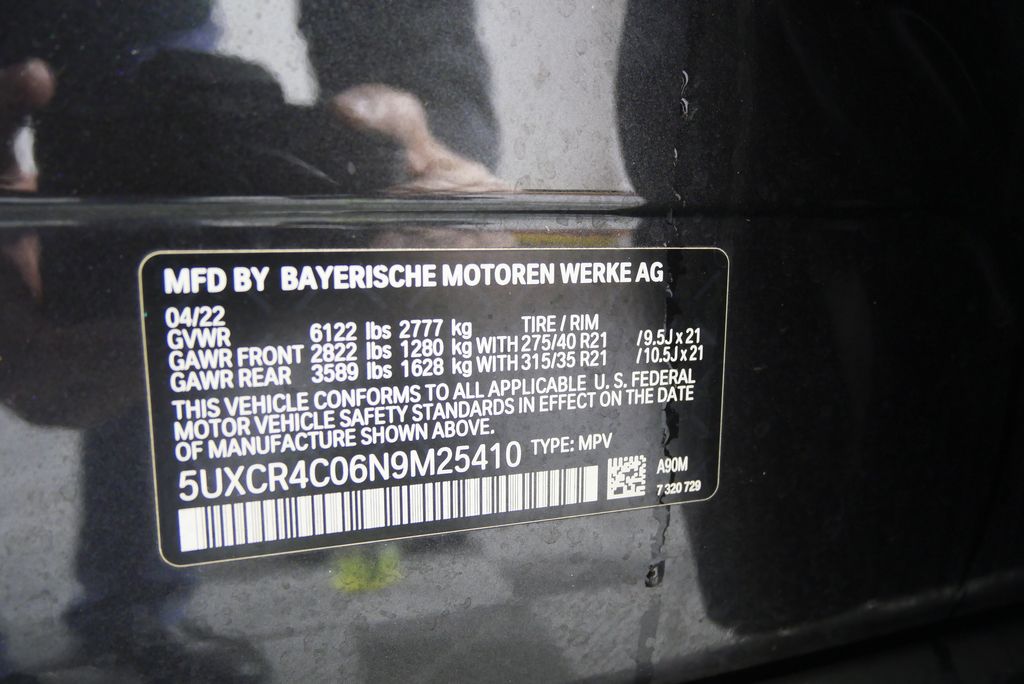 MFD BY BAYERISCHE MOTOREN WERKE AG
04/22 TIRE / RIM
GVWR 6122 lbs 2777 kg
GAWR FRONT 2822 lbs 1280 kg WITH 275/40 R21 /9.5J x 21
GAWR REAR 3589 lbs 1628 kg WITH 315/35 R21 /10.5J x 21
THIS VEHICLE CONFORMS TO ALL APPLICABLE U.S. FEDERAL
MOTOR VEHICLE SAFETY STANDARDS IN EFFECT ON THE DATE
OF MANUFACTURE SHOWN ABOVE.
5UXCR4C06N9M25410 TYPE: MPV
A90M
7 320 729